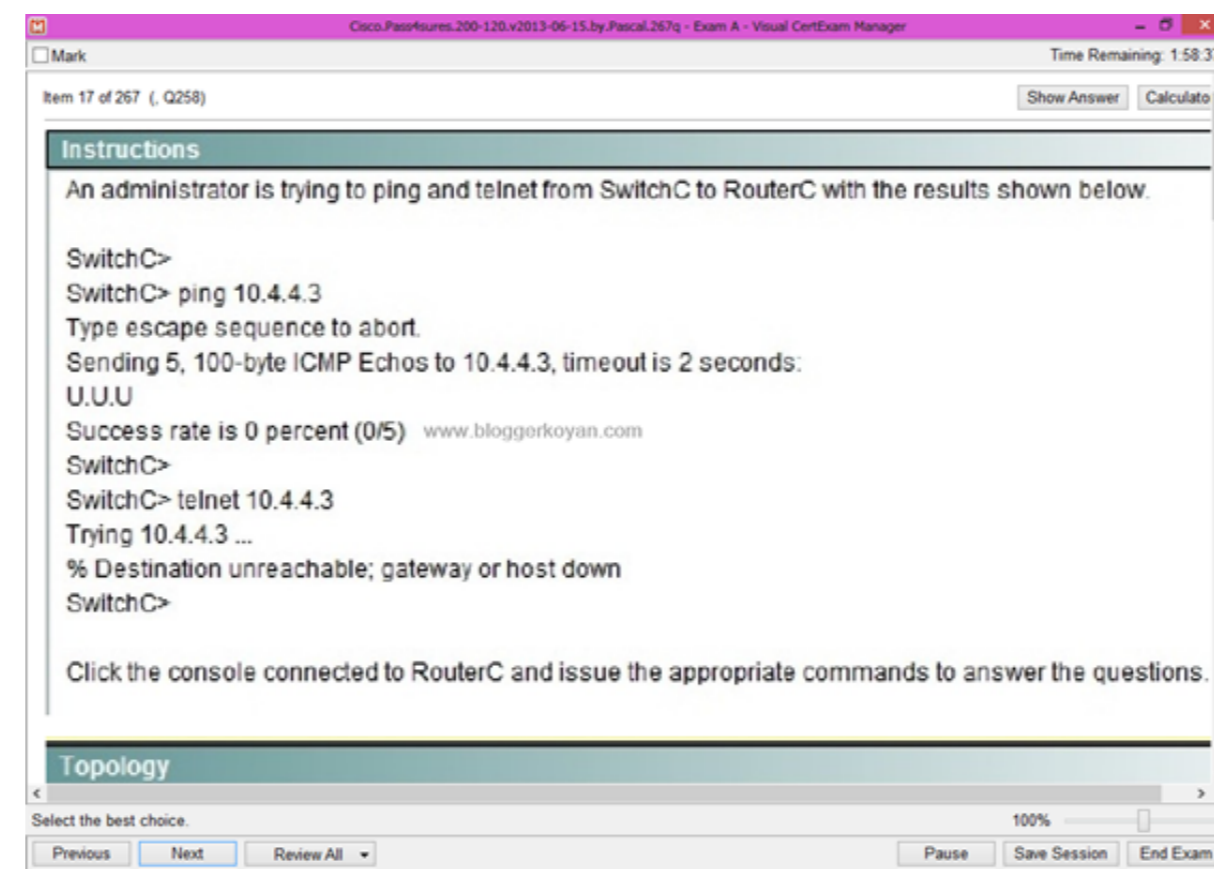 Cisco.Pass4sures.200-120.v2013-06-15.by.Pascal.267q - Exam A - Visual CertExam Manager
Mark
Time Remaining: 1:58:3
Item 17 of 267 (, Q258)
Show Answer
Calculato
Instructions
An administrator is trying to ping and telnet from SwitchC to RouterC with the results shown below.
SwitchC>
SwitchC> ping 10.4.4.3
Type escape sequence to abort.
Sending 5, 100-byte ICMP Echos to 10.4.4.3, timeout is 2 seconds:
U.U.U
Success rate is 0 percent (0/5) www.bloggerkoyan.com
SwitchC>
SwitchC> telnet 10.4.4.3
Trying 10.4.4.3 ...
% Destination unreachable; gateway or host down
SwitchC>
Click the console connected to RouterC and issue the appropriate commands to answer the questions.
Topology
Select the best choice.
100%
Previous
Next
Review All
Pause
Save Session
End Exam